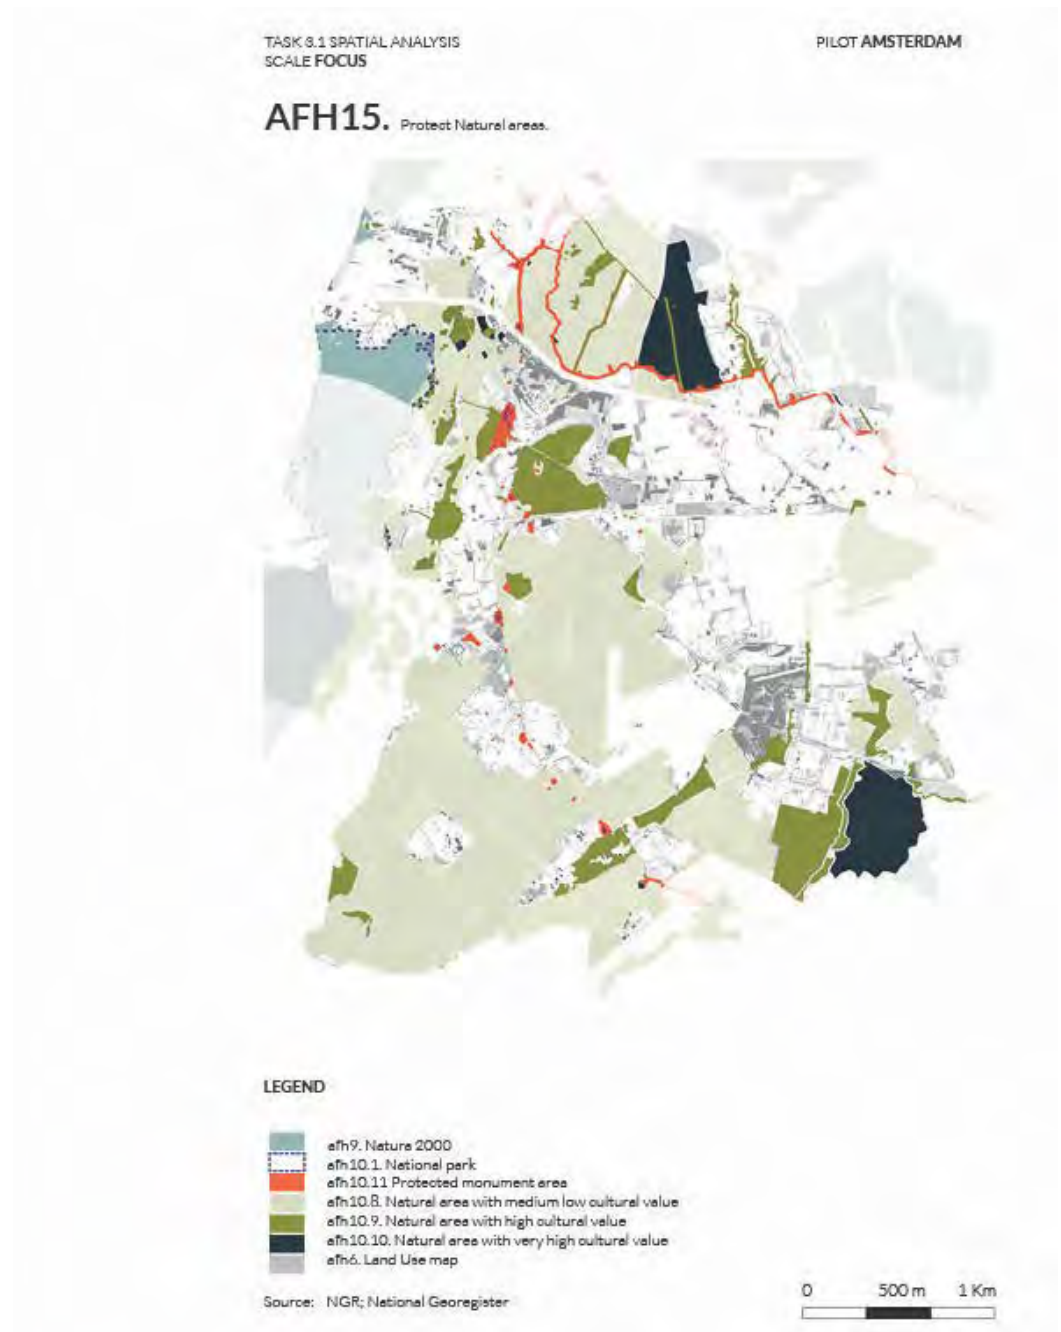 TASK 3.1 SPATIAL ANALYSIS
SCALE FOCUS
PILOT AMSTERDAM
AFH15. Protect Natural areas.
LEGEND
afh9. Natura 2000
afh10.1. National park
afh10.11 Protected monument area
afh10.8. Natural area with medium low cultural value
afh10.9. Natural area with high cultural value
afh10.10. Natural area with very high cultural value
afh6. Land Use map
Source: NGR; National Georegister
0 500 m 1 Km